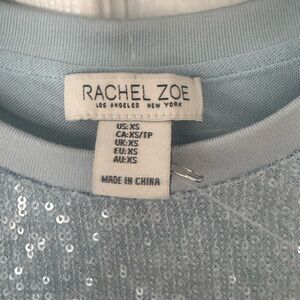 RACHEL ZOE
LOS ANGELES NEW YORK
US: XS
CA: XS/TP
UK: XS
EU: XS
AU: XS
MADE IN CHINA